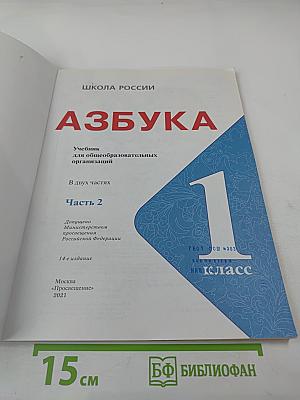 ШКОЛА РОССИИ
АЗБУКА
Учебник
для общеобразовательных
организаций
В двух частях
Часть 2
Допущено
Министерством
просвещения
Российской Федерации
14-е издание
1
класс
Москва
«Просвещение»
2021
15 см
БФ БИБЛИОФАН